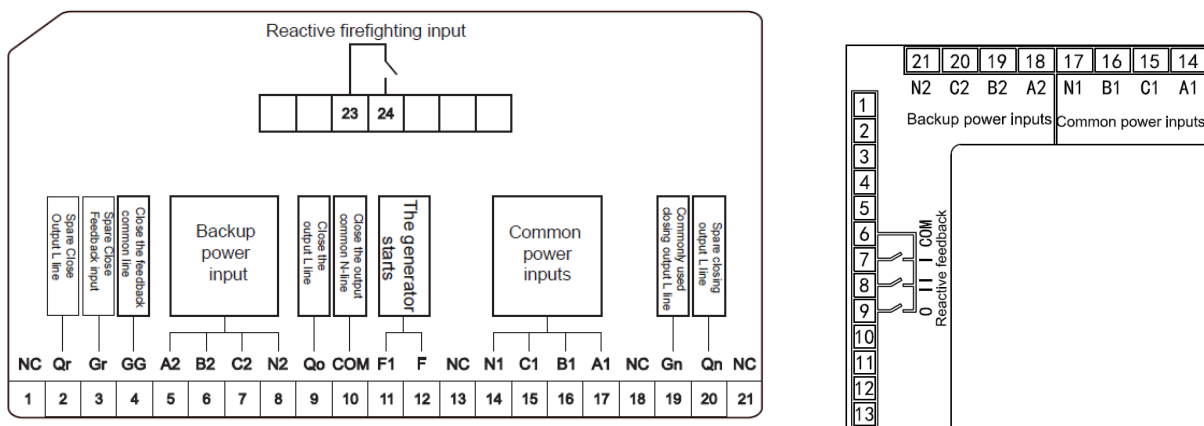 Reactive firefighting input
23 24
Spare Close
Output L line
Spare Close
Feedback input
Close the feedback
common line
Backup
power
input
Close the
output L line
Close the output
common N-line
The generator
starts
Common
power
inputs
Commonly used
closing output L line
Spare closing
output L line
NC Qr Gr GG A2 B2 C2 N2 Qo COM F1 F NC N1 C1 B1 A1 NC Gn Qn NC
1 2 3 4 5 6 7 8 9 10 11 12 13 14 15 16 17 18 19 20 21
21 20 19 18 17 16 15 14
N2 C2 B2 A2 N1 B1 C1 A1
Backup power inputs Common power inputs
1
2
3
4
5
6
7
8
9
10
11
12
13
O II I COM
Reactive feedback